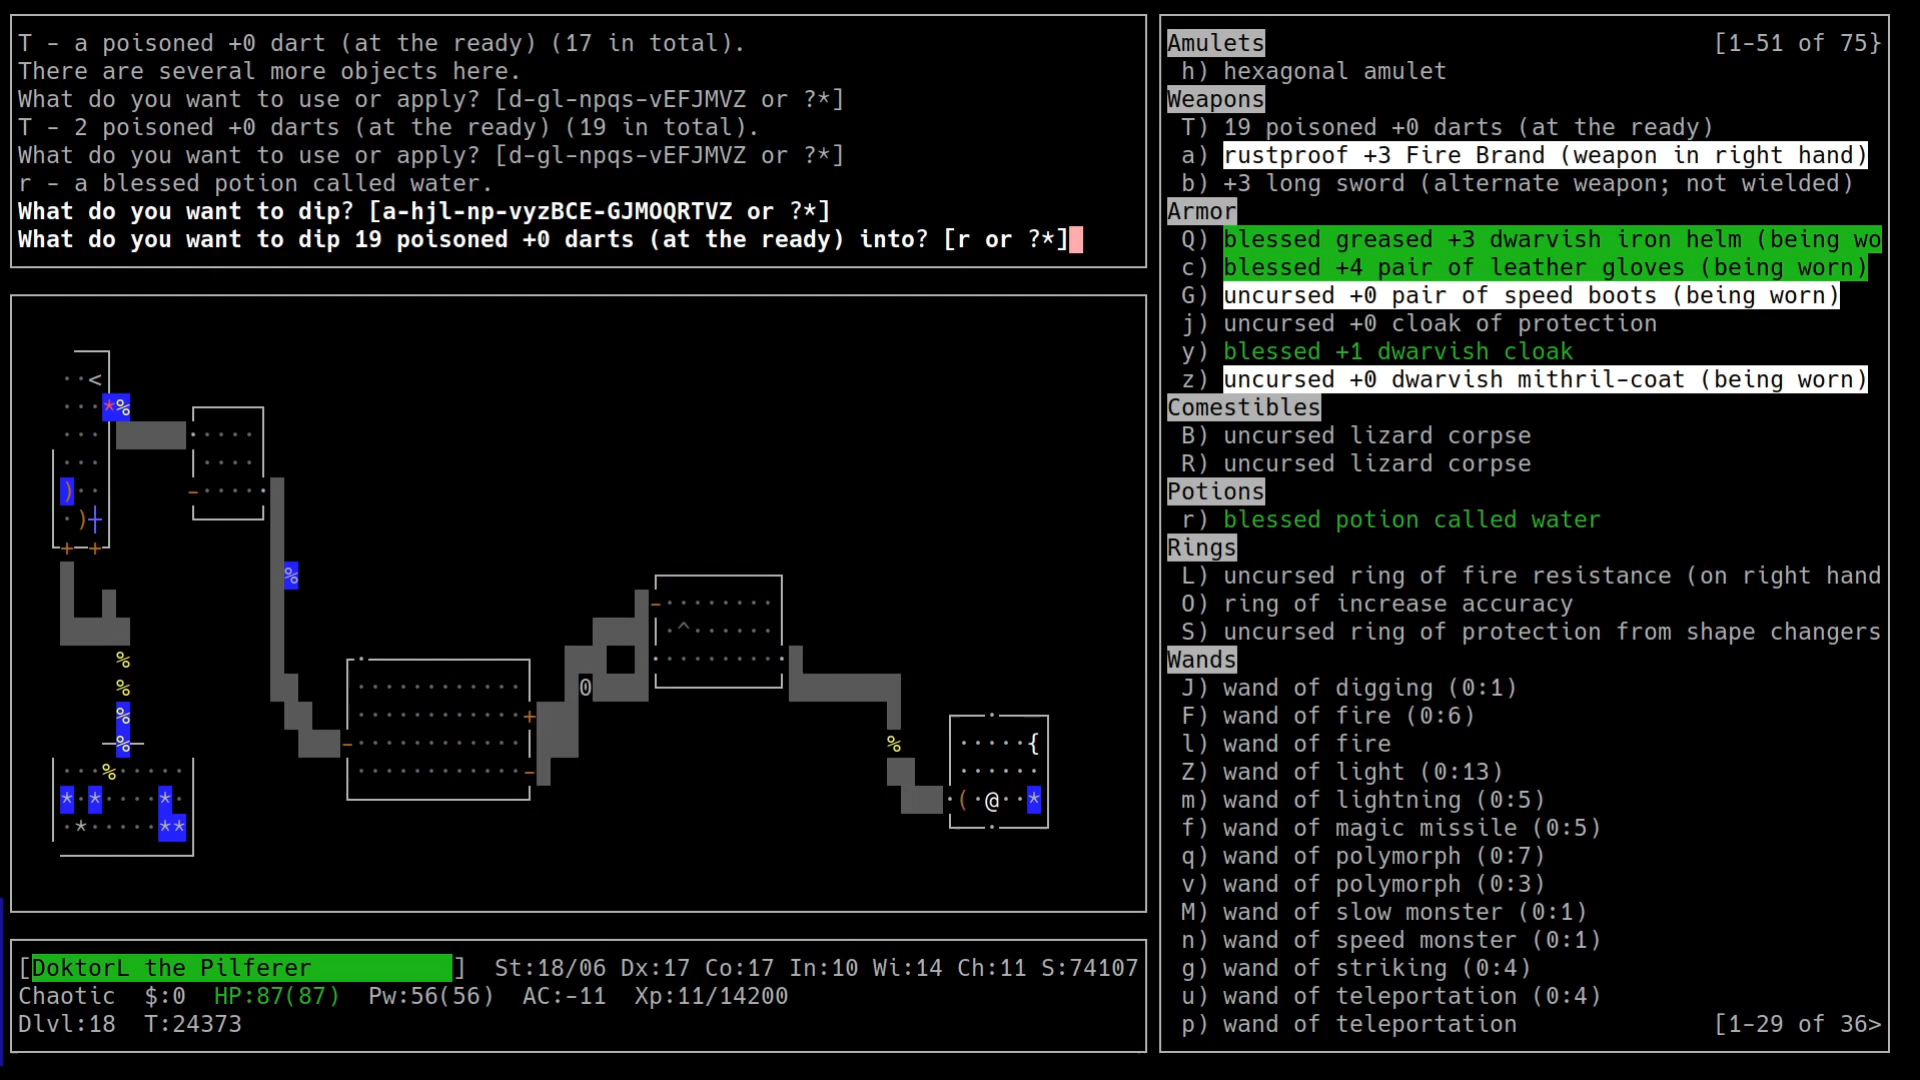 T - a poisoned +0 dart (at the ready) (17 in total).
There are several more objects here.
What do you want to use or apply? [d-gl-npqs-vEFJMVZ or ?*]
T - 2 poisoned +0 darts (at the ready) (19 in total).
What do you want to use or apply? [d-gl-npqs-vEFJMVZ or ?*]
r - a blessed potion called water.
What do you want to dip? [a-hjl-np-vyzBCE-GJMOQRTVZ or ?*]
What do you want to dip 19 poisoned +0 darts (at the ready) into? [r or ?*]
[DoktorL the Pilferer ] St:18/06 Dx:17 Co:17 In:10 Wi:14 Ch:11 S:74107
Chaotic $:0 HP:87(87) Pw:56(56) AC:-11 Xp:11/14200
Dlvl:18 T:24373
Amulets [1-51 of 75}
h) hexagonal amulet
Weapons
T) 19 poisoned +0 darts (at the ready)
a) rustproof +3 Fire Brand (weapon in right hand)
b) +3 long sword (alternate weapon; not wielded)
Armor
Q) blessed greased +3 dwarvish iron helm (being wo
c) blessed +4 pair of leather gloves (being worn)
G) uncursed +0 pair of speed boots (being worn)
j) uncursed +0 cloak of protection
y) blessed +1 dwarvish cloak
z) uncursed +0 dwarvish mithril-coat (being worn)
Comestibles
B) uncursed lizard corpse
R) uncursed lizard corpse
Potions
r) blessed potion called water
Rings
L) uncursed ring of fire resistance (on right hand
O) ring of increase accuracy
S) uncursed ring of protection from shape changers
Wands
J) wand of digging (0:1)
F) wand of fire (0:6)
l) wand of fire
Z) wand of light (0:13)
m) wand of lightning (0:5)
f) wand of magic missile (0:5)
q) wand of polymorph (0:7)
v) wand of polymorph (0:3)
M) wand of slow monster (0:1)
n) wand of speed monster (0:1)
g) wand of striking (0:4)
u) wand of teleportation (0:4)
p) wand of teleportation [1-29 of 36>